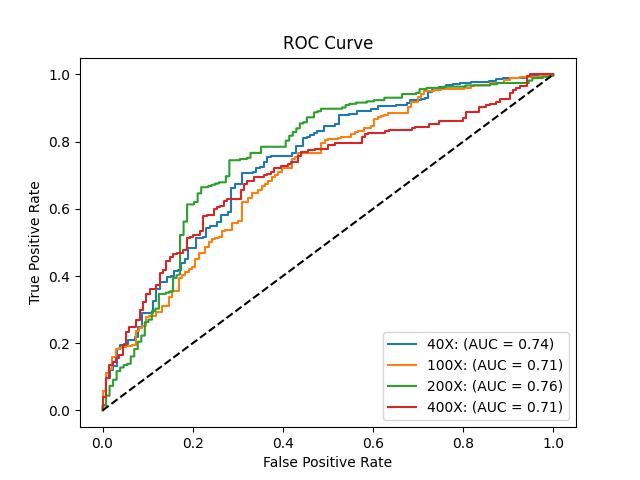 ROC Curve
True Positive Rate
1.0
0.8
0.6
0.4
0.2
0.0
0.0 0.2 0.4 0.6 0.8 1.0
False Positive Rate
40X: (AUC = 0.74)
100X: (AUC = 0.71)
200X: (AUC = 0.76)
400X: (AUC = 0.71)